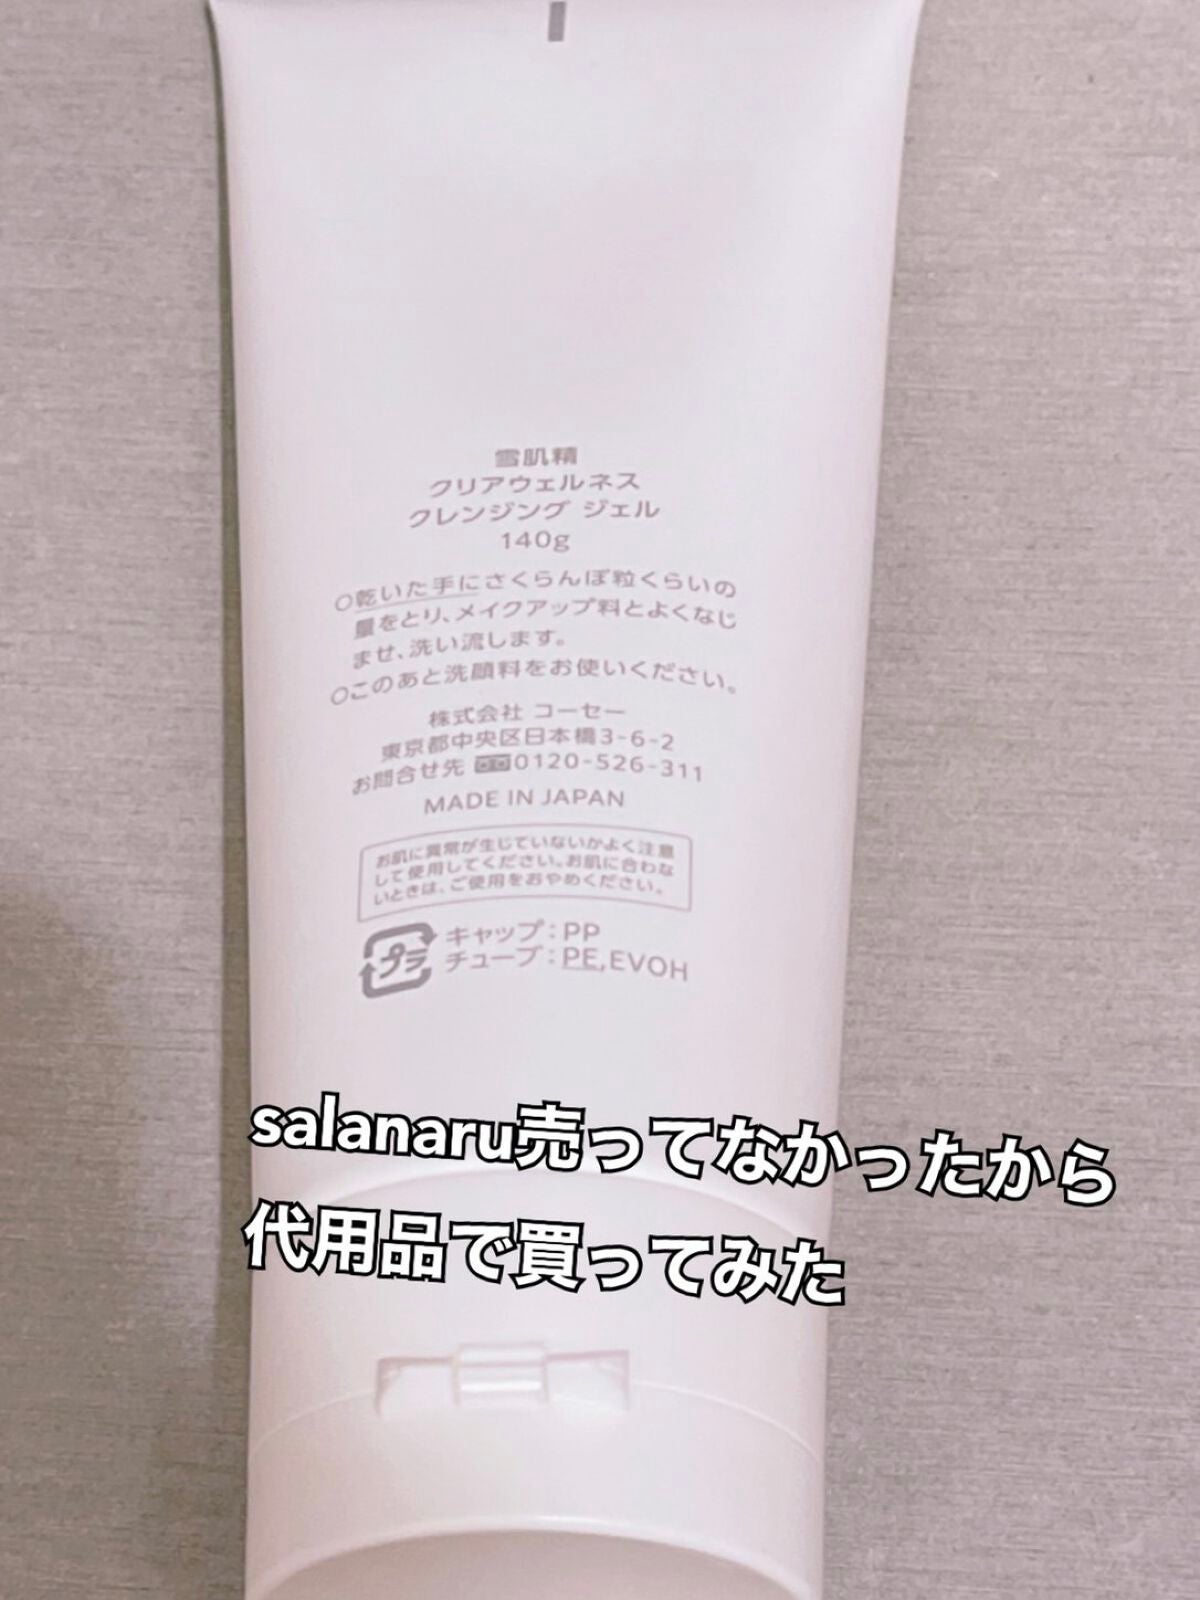 雪肌精
クリアウェルネス
クレンジング ジェル
140g
○乾いた手にさくらんぼ粒くらいの
量をとり、メイクアップ料とよくなじ
ませ、洗い流します。
○このあと洗顔料をお使いください。
株式会社 コーセー
東京都中央区日本橋3-6-2
お問合せ先 0120-526-311
MADE IN JAPAN
お肌に異常が生じていないかよく注意
して使用してください。お肌に合わな
いときは、ご使用をおやめください。
プラ
キャップ:PP
チューブ:PE,EVOH
salanaru売ってなかったから
代用品で買ってみた